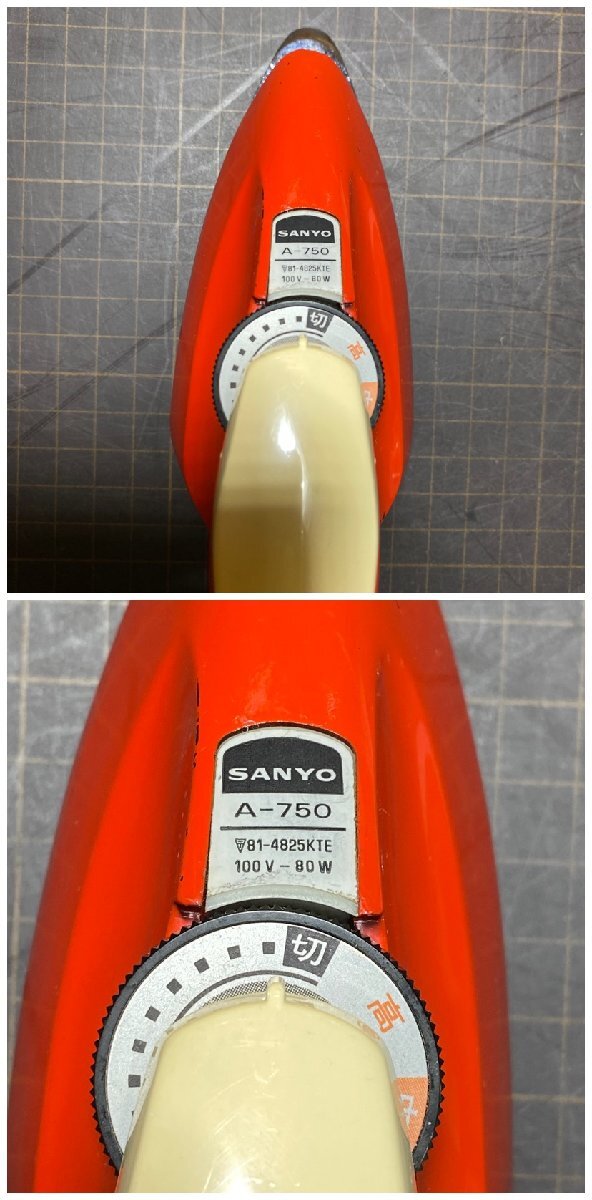 SANYO
A-750
81-4825KTE
100V-80W
切
高
SANYO
A-750
81-4825KTE
100V-80W
切
高